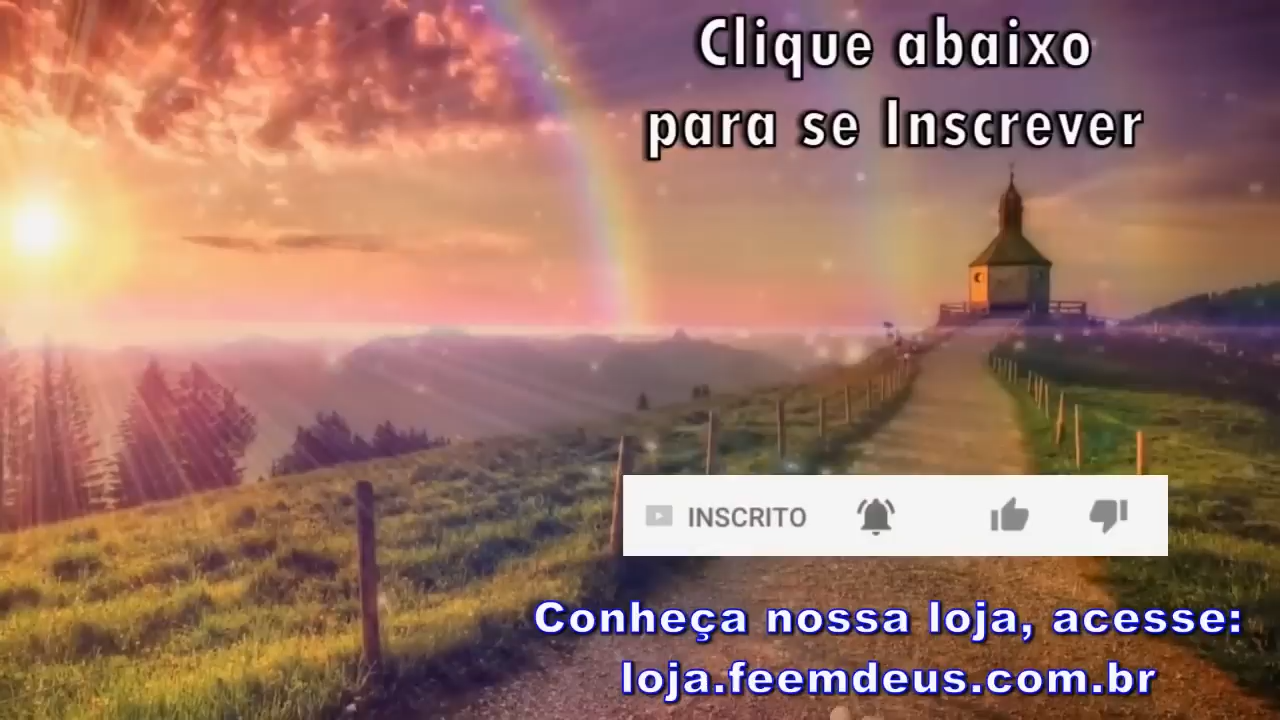 Clique abaixo
para se Inscrever
INSCRITO
Conheça nossa loja, acesse:
loja.feemdeus.com.br